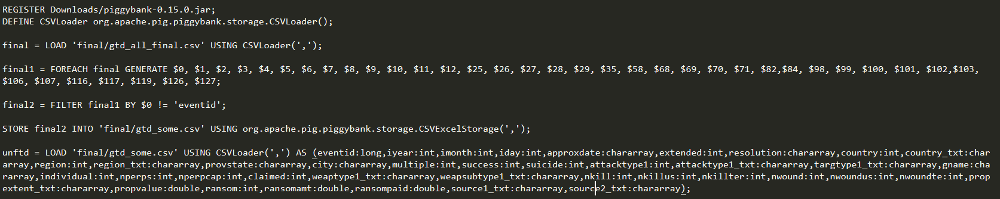 REGISTER Downloads/piggybank-0.15.0.jar;
DEFINE CSVLoader org.apache.pig.piggybank.storage.CSVLoader();
final = LOAD 'final/gtd_all_final.csv' USING CSVLoader(',');
final1 = FOREACH final GENERATE $0, $1, $2, $3, $4, $5, $6, $7, $8, $9, $10, $11, $12, $25, $26, $27, $28, $29, $35, $58, $68, $69, $70, $71, $82,$84, $98, $99, $100, $101, $102,$103,
$106, $107, $116, $117, $119, $126, $127;
final2 = FILTER final1 BY $0 != 'eventid';
STORE final2 INTO 'final/gtd_some.csv' USING org.apache.pig.piggybank.storage.CSVExcelStorage(',');
unftd = LOAD 'final/gtd_some.csv' USING CSVLoader(',') AS (eventid:long,iyear:int,imonth:int,iday:int,approxdate:chararray,extended:int,resolution:chararray,country:int,country_txt:char
array,region:int,region_txt:chararray,provstate:chararray,city:chararray,multiple:int,success:int,suicide:int,attacktype1:int,attacktype1_txt:chararray,targtype1_txt:chararray,gname:cha
rarray,individual:int,nperps:int,nperpcap:int,claimed:int,weaptype1_txt:chararray,weapsubtype1_txt:chararray,nkill:int,nkillus:int,nkillter:int,nwound:int,nwoundus:int,nwoundte:int,prop
extent_txt:chararray,propvalue:double,ransom:int,ransomamt:double,ransompaid:double,source1_txt:chararray,source2_txt:chararray);